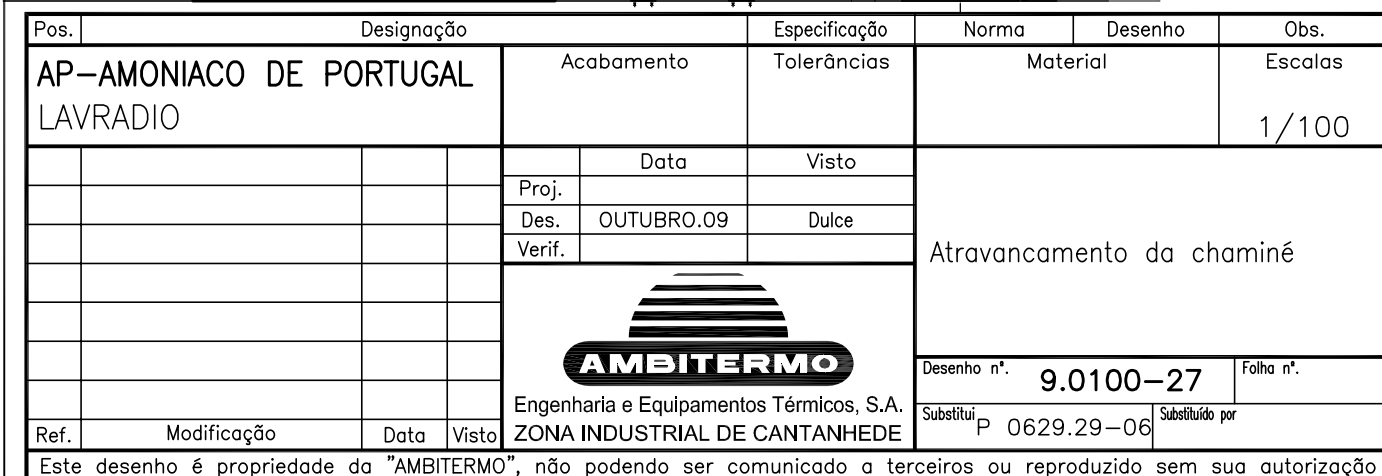 Pos. Designação Especificação Norma Desenho Obs.
AP-AMONIACO DE PORTUGAL
LAVRADIO
Acabamento Tolerâncias Material Escalas
1/100
Data Visto
Proj.
Des. OUTUBRO.09 Dulce
Verif.
Atravancamento da chaminé
AMBITERMO
Engenharia e Equipamentos Térmicos, S.A.
ZONA INDUSTRIAL DE CANTANHEDE
Desenho nº. 9.0100-27 Folha nº.
Substitui P 0629.29-06 Substituído por
Ref. Modificação Data Visto
Este desenho é propriedade da "AMBITERMO", não podendo ser comunicado a terceiros ou reproduzido sem sua autorização